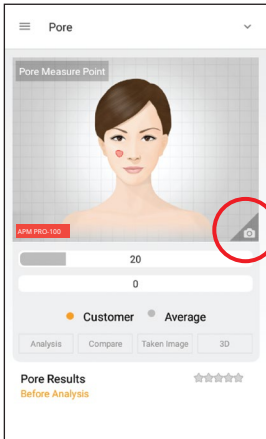 Pore
Pore Measure Point
APM PRO-100
20
0
Customer Average
Analysis Compare Taken Image 3D
Pore Results
Before Analysis